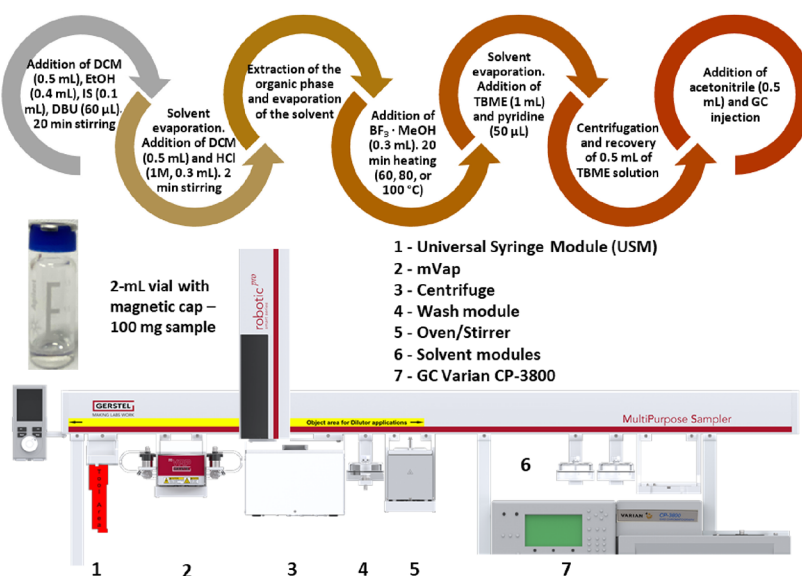 Addition of DCM
(0.5 mL), EtOH
(0.4 mL), IS (0.1
mL), DBU (60 µL).
20 min stirring
Solvent
evaporation.
Addition of DCM
(0.5 mL) and HCl
(1M, 0.3 mL). 2
min stirring
Extraction of the
organic phase
and evaporation
of the solvent
Addition of
BF₃ · MeOH
(0.3 mL). 20
min heating
(60, 80, or
100 °C)
Solvent
evaporation.
Addition of
TBME (1 mL)
and pyridine
(50 µL)
Centrifugation
and recovery
of 0.5 mL of
TBME solution
Addition of
acetonitrile (0.5
mL) and GC
injection
2-mL vial with
magnetic cap –
100 mg sample
1 - Universal Syringe Module (USM)
2 - mVap
3 - Centrifuge
4 - Wash module
5 - Oven/Stirrer
6 - Solvent modules
7 - GC Varian CP-3800
robotic pro
GERSTEL
MAKING LABS WORK
Object area for Dilutor applications
MultiPurpose Sampler
6
VARIAN
CP-3800
1
2
3
4
5
7